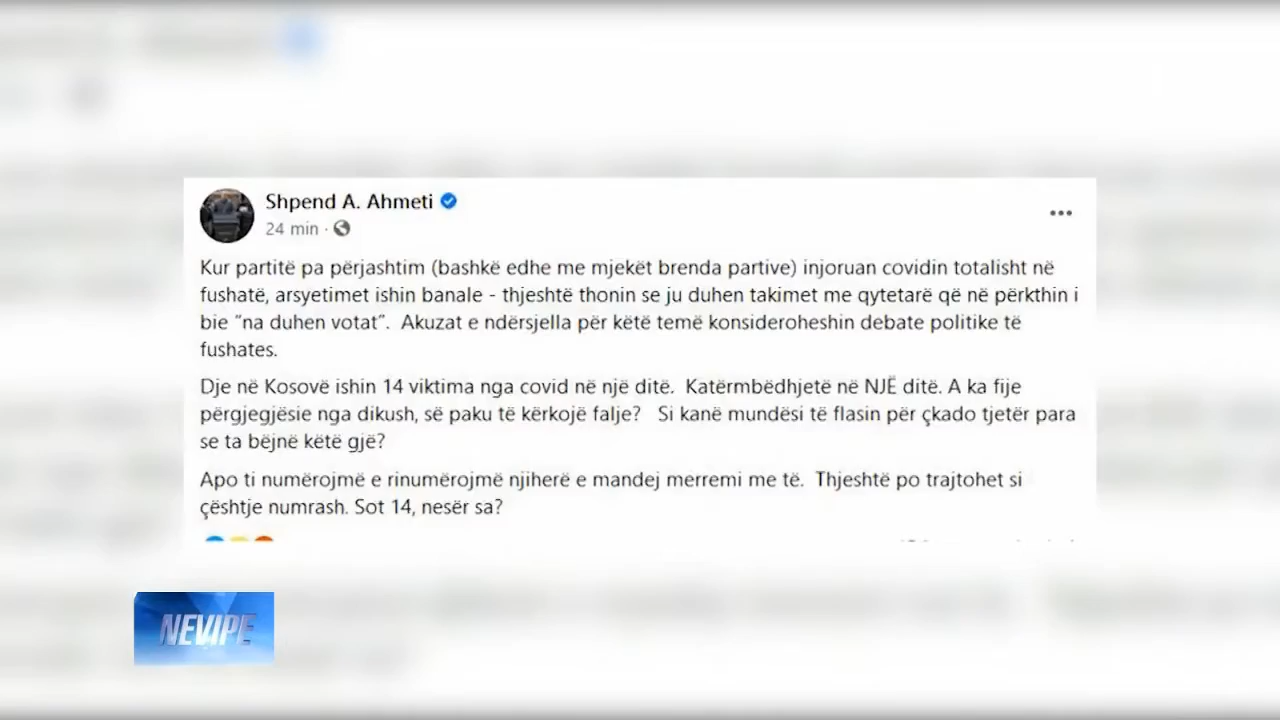 Shpend A. Ahmeti
24 min ·
Kur partitë pa përjashtim (bashkë edhe me mjekët brenda partive) injoruan covidin totalisht në
fushatë, arsyetimet ishin banale - thjeshtë thonin se ju duhen takimet me qytetarë që në përkthin i
bie "na duhen votat".  Akuzat e ndërsjella për këtë temë konsideroheshin debate politike të
fushates.
Dje në Kosovë ishin 14 viktima nga covid në një ditë.  Katërmbëdhjetë në NJË ditë. A ka fije
përgjegjësie nga dikush, së paku të kërkojë falje?   Si kanë mundësi të flasin për çkado tjetër para
se ta bëjnë këtë gjë?
Apo ti numërojmë e rinumërojmë njiherë e mandej merremi me të.  Thjeshtë po trajtohet si
çështje numrash. Sot 14, nesër sa?
NEVIPE